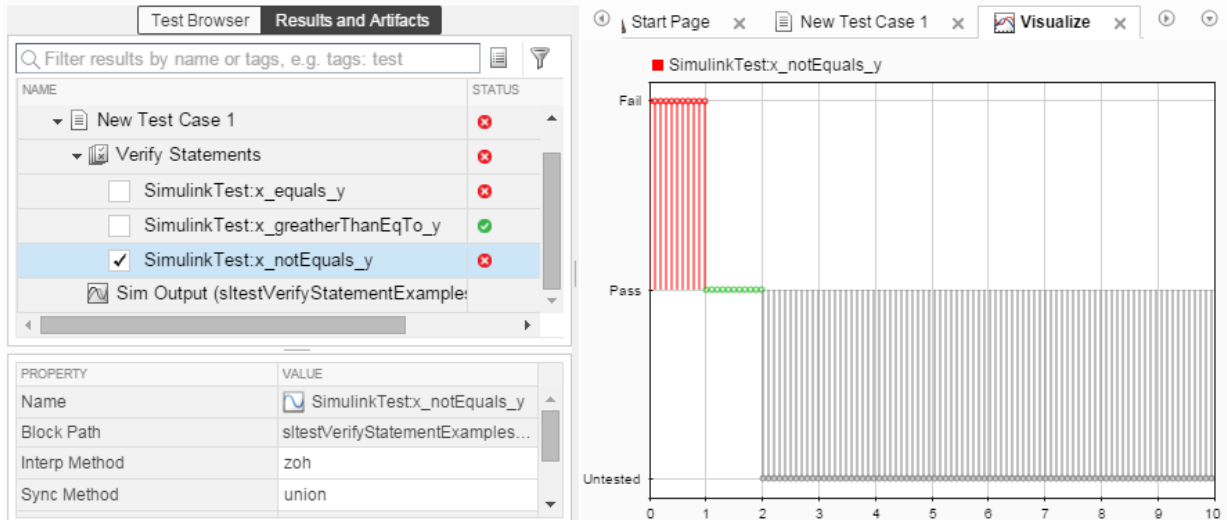 Test Browser
Results and Artifacts
Filter results by name or tags, e.g. tags: test
NAME
STATUS
New Test Case 1
Verify Statements
SimulinkTest:x_equals_y
SimulinkTest:x_greatherThanEqTo_y
SimulinkTest:x_notEquals_y
Sim Output (sltestVerifyStatementExample
PROPERTY
VALUE
Name
SimulinkTest:x_notEquals_y
Block Path
sltestVerifyStatementExamples...
Interp Method
zoh
Sync Method
union
Start Page
New Test Case 1
Visualize
SimulinkTest:x_notEquals_y
Fail
Pass
Untested
0 1 2 3 4 5 6 7 8 9 10